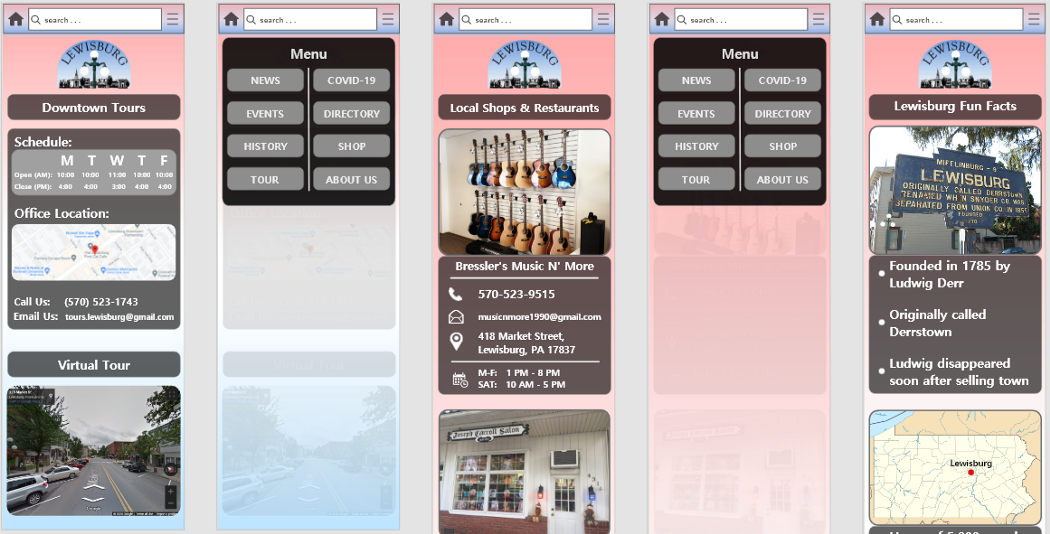 search . . .
LEWISBURG
Downtown Tours
Schedule:
M T W T F
Open (AM): 10:00 10:00 11:00 10:00 10:00
Close (PM): 4:00 4:00 3:00 4:00 4:00
Office Location:
Call Us: (570) 523-1743
Email Us: tours.lewisburg@gmail.com
Virtual Tour
Google
search . . .
Menu
NEWS COVID-19
EVENTS DIRECTORY
HISTORY SHOP
TOUR ABOUT US
Virtual Tour
search . . .
LEWISBURG
Local Shops & Restaurants
Bressler's Music N' More
570-523-9515
musicnmore1990@gmail.com
418 Market Street,
Lewisburg, PA 17837
M-F: 1 PM - 8 PM
SAT: 10 AM - 5 PM
Joseph Carroll Salon
search . . .
Menu
NEWS COVID-19
EVENTS DIRECTORY
HISTORY SHOP
TOUR ABOUT US
search . . .
LEWISBURG
Lewisburg Fun Facts
MIFFLINBURG - 9
LEWISBURG
ORIGINALLY CALLED DERRSTOWN,
RENAMED WHEN SNYDER CO. WAS
SEPARATED FROM UNION CO. IN 1855
FOUNDED
Founded in 1785 by
Ludwig Derr
Originally called
Derrstown
Ludwig disappeared
soon after selling town
Lewisburg